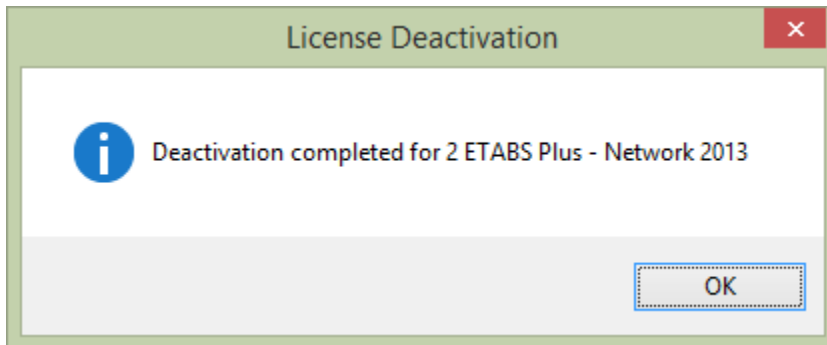 License Deactivation
Deactivation completed for 2 ETABS Plus - Network 2013
OK